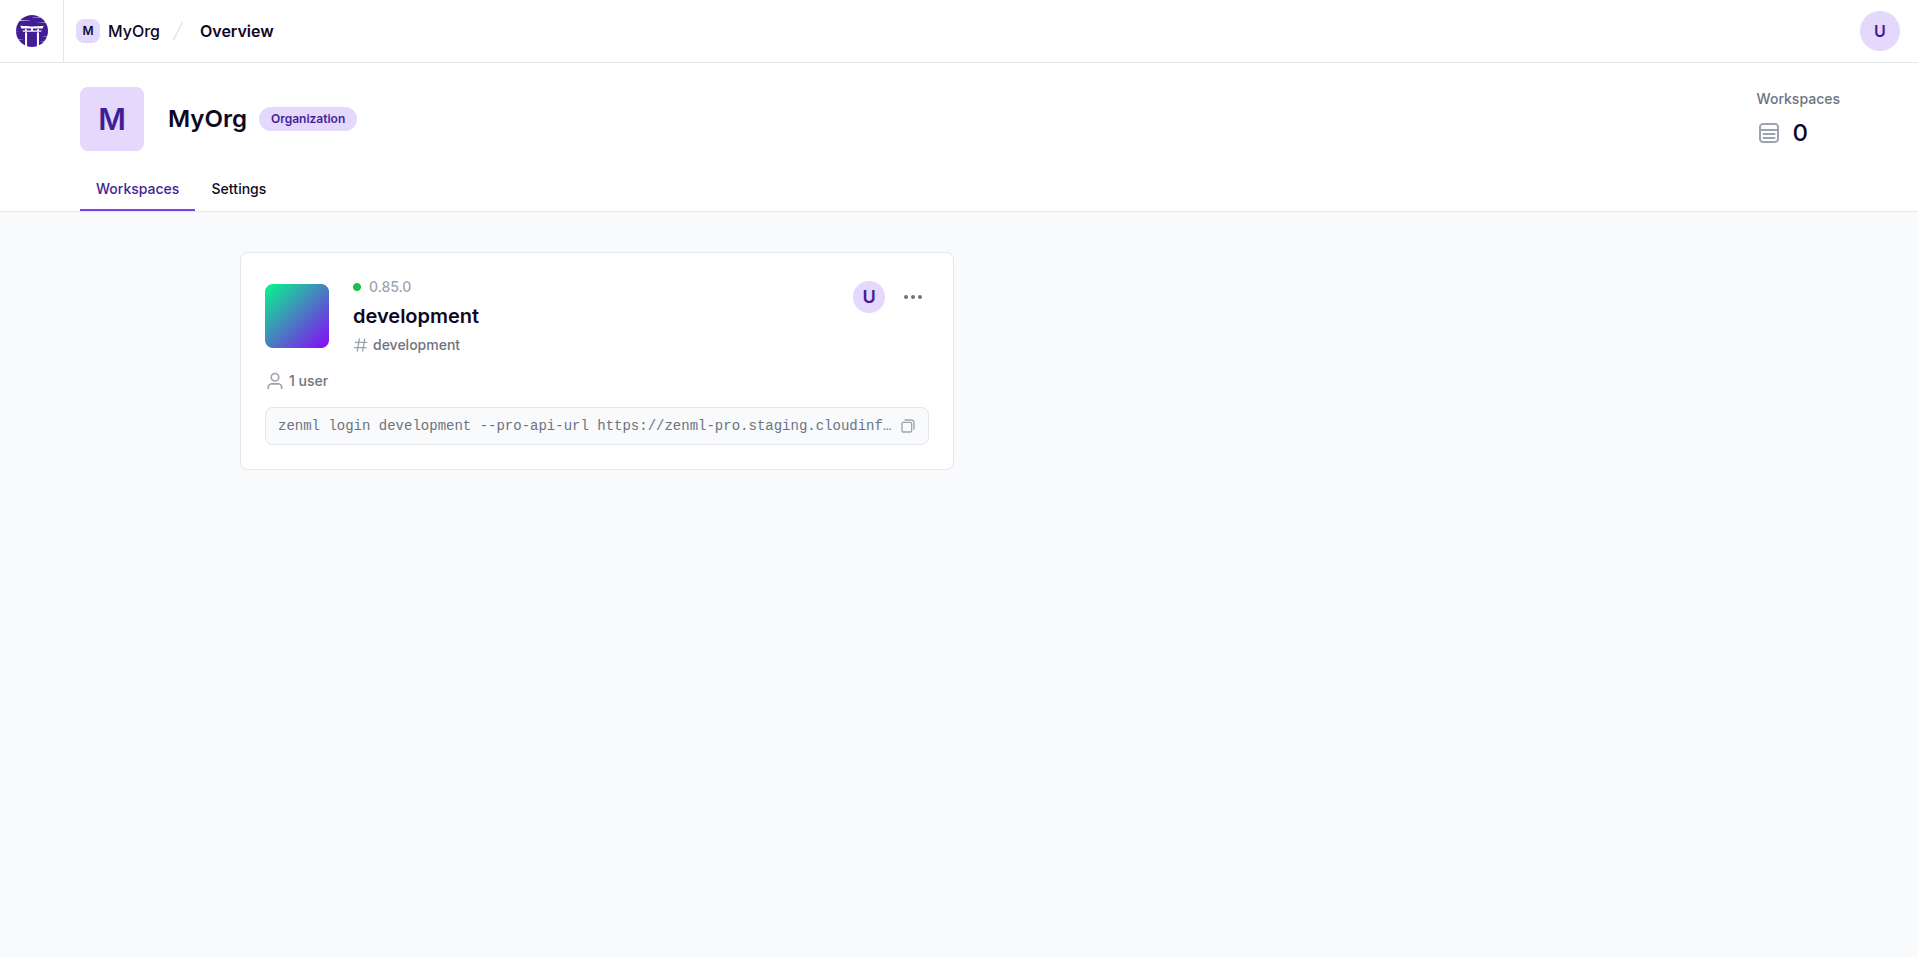 M MyOrg / Overview
U
M
MyOrg Organization
Workspaces
0
Workspaces Settings
0.85.0
development
# development
U
1 user
zenml login development --pro-api-url https://zenml-pro.staging.cloudinf…